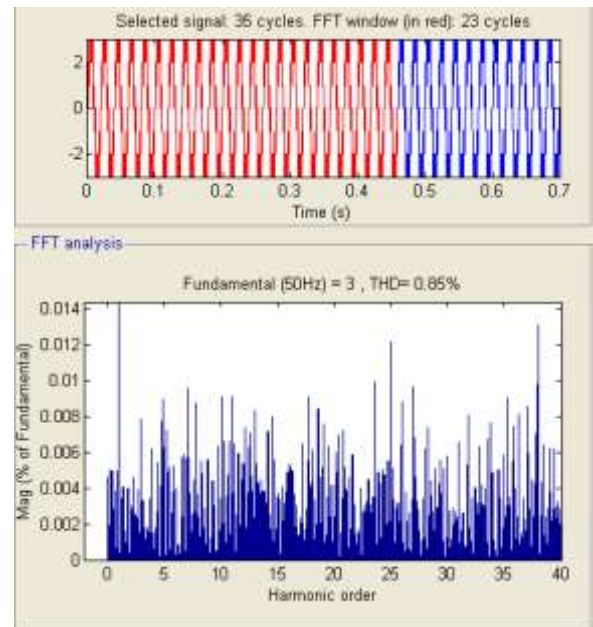 Selected signal: 35 cycles. FFT window (in red): 23 cycles
2
0
-2
0 0.1 0.2 0.3 0.4 0.5 0.6 0.7
Time (s)
FFT analysis
Fundamental (50Hz) = 3 , THD= 0.85%
Mag (% of Fundamental)
0.014
0.012
0.01
0.008
0.006
0.004
0.002
0
0 5 10 15 20 25 30 35 40
Harmonic order